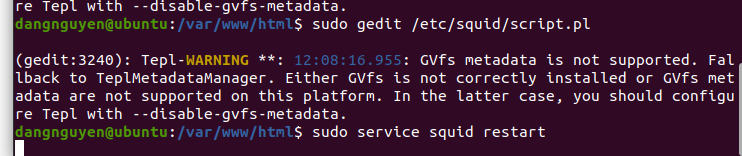 re Tepl with --disable-gvfs-metadata.
dangnguyen@ubuntu:/var/www/html$ sudo gedit /etc/squid/script.pl
(gedit:3240): Tepl-WARNING **: 12:08:16.955: GVfs metadata is not supported. Fal
lback to TeplMetadataManager. Either GVfs is not correctly installed or GVfs met
adata are not supported on this platform. In the latter case, you should configu
re Tepl with --disable-gvfs-metadata.
dangnguyen@ubuntu:/var/www/html$ sudo service squid restart